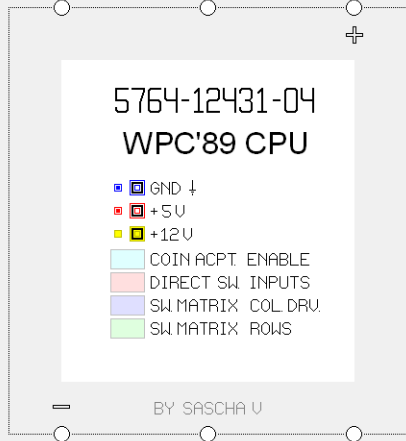 5764-12431-04
WPC'89 CPU
GND
+5V
+12V
COIN ACPT. ENABLE
DIRECT SW. INPUTS
SW. MATRIX COL. DRV.
SW. MATRIX ROWS
BY SASCHA V